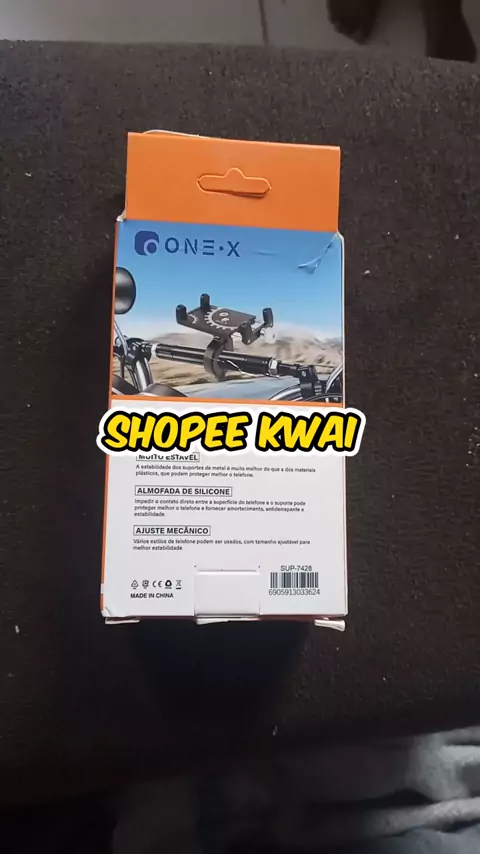 ONE·X
SHOPEE KWAI
MUITO ESTÁVEL
A estabilidade dos suportes de metal é muito melhor do que a dos materiais
plásticos, que podem proteger melhor o telefone.
ALMOFADA DE SILICONE
Impedir o contato direto entre a superfície do telefone e o suporte pode
proteger melhor o telefone e fornecer amortecimento, antiderrapante e
estabilidade
AJUSTE MECÂNICO
Vários estilos de telefone podem ser usados, com tamanho ajustável para
melhor estabilidade.
SUP-7428
CE
MADE IN CHINA
6905913033624